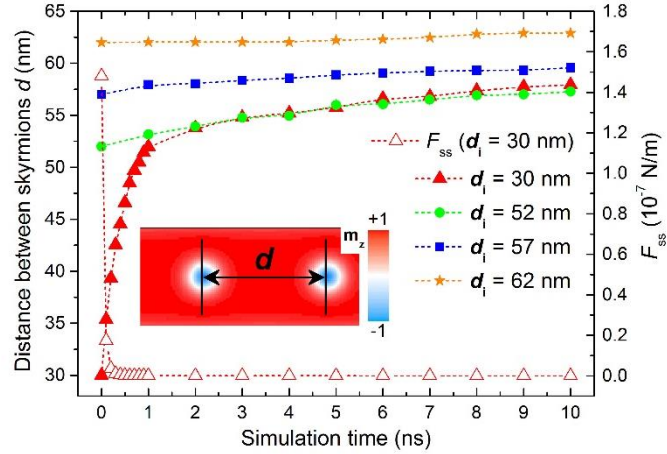 65
60
55
50
45
40
35
30
Distance between skyrmions d (nm)
1.8
1.6
1.4
1.2
1.0
0.8
0.6
0.4
0.2
0.0
F_ss (10^-7 N/m)
F_ss (d_i = 30 nm)
d_i = 30 nm
d_i = 52 nm
d_i = 57 nm
d_i = 62 nm
m_z +1
d
-1
0 1 2 3 4 5 6 7 8 9 10
Simulation time (ns)